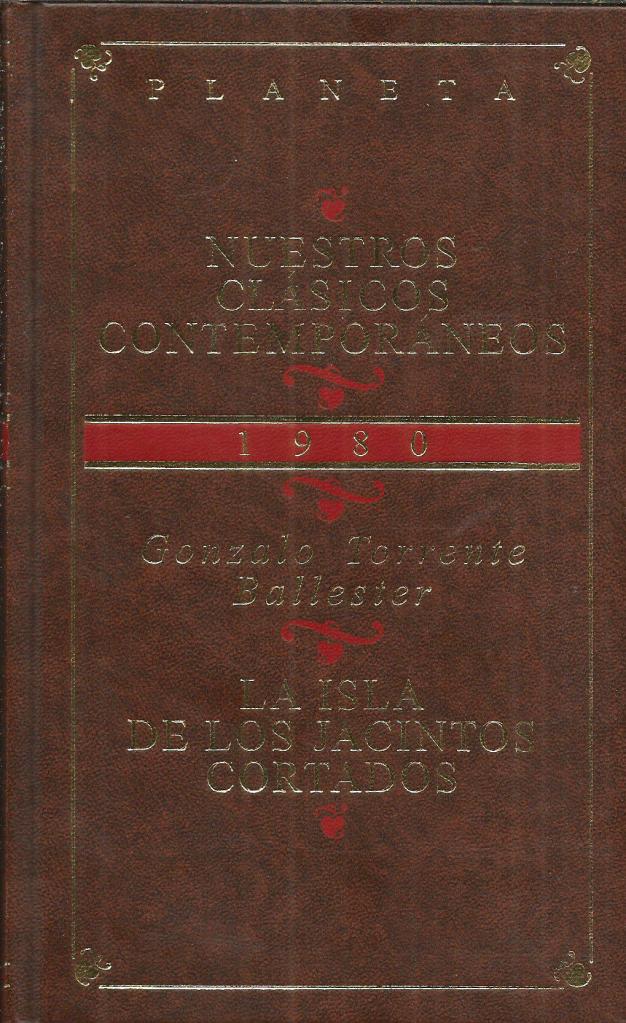 PLANETA
NUESTROS
CLÁSICOS
CONTEMPORÁNEOS
1980
Gonzalo Torrente
Ballester
LA ISLA
DE LOS JACINTOS
CORTADOS